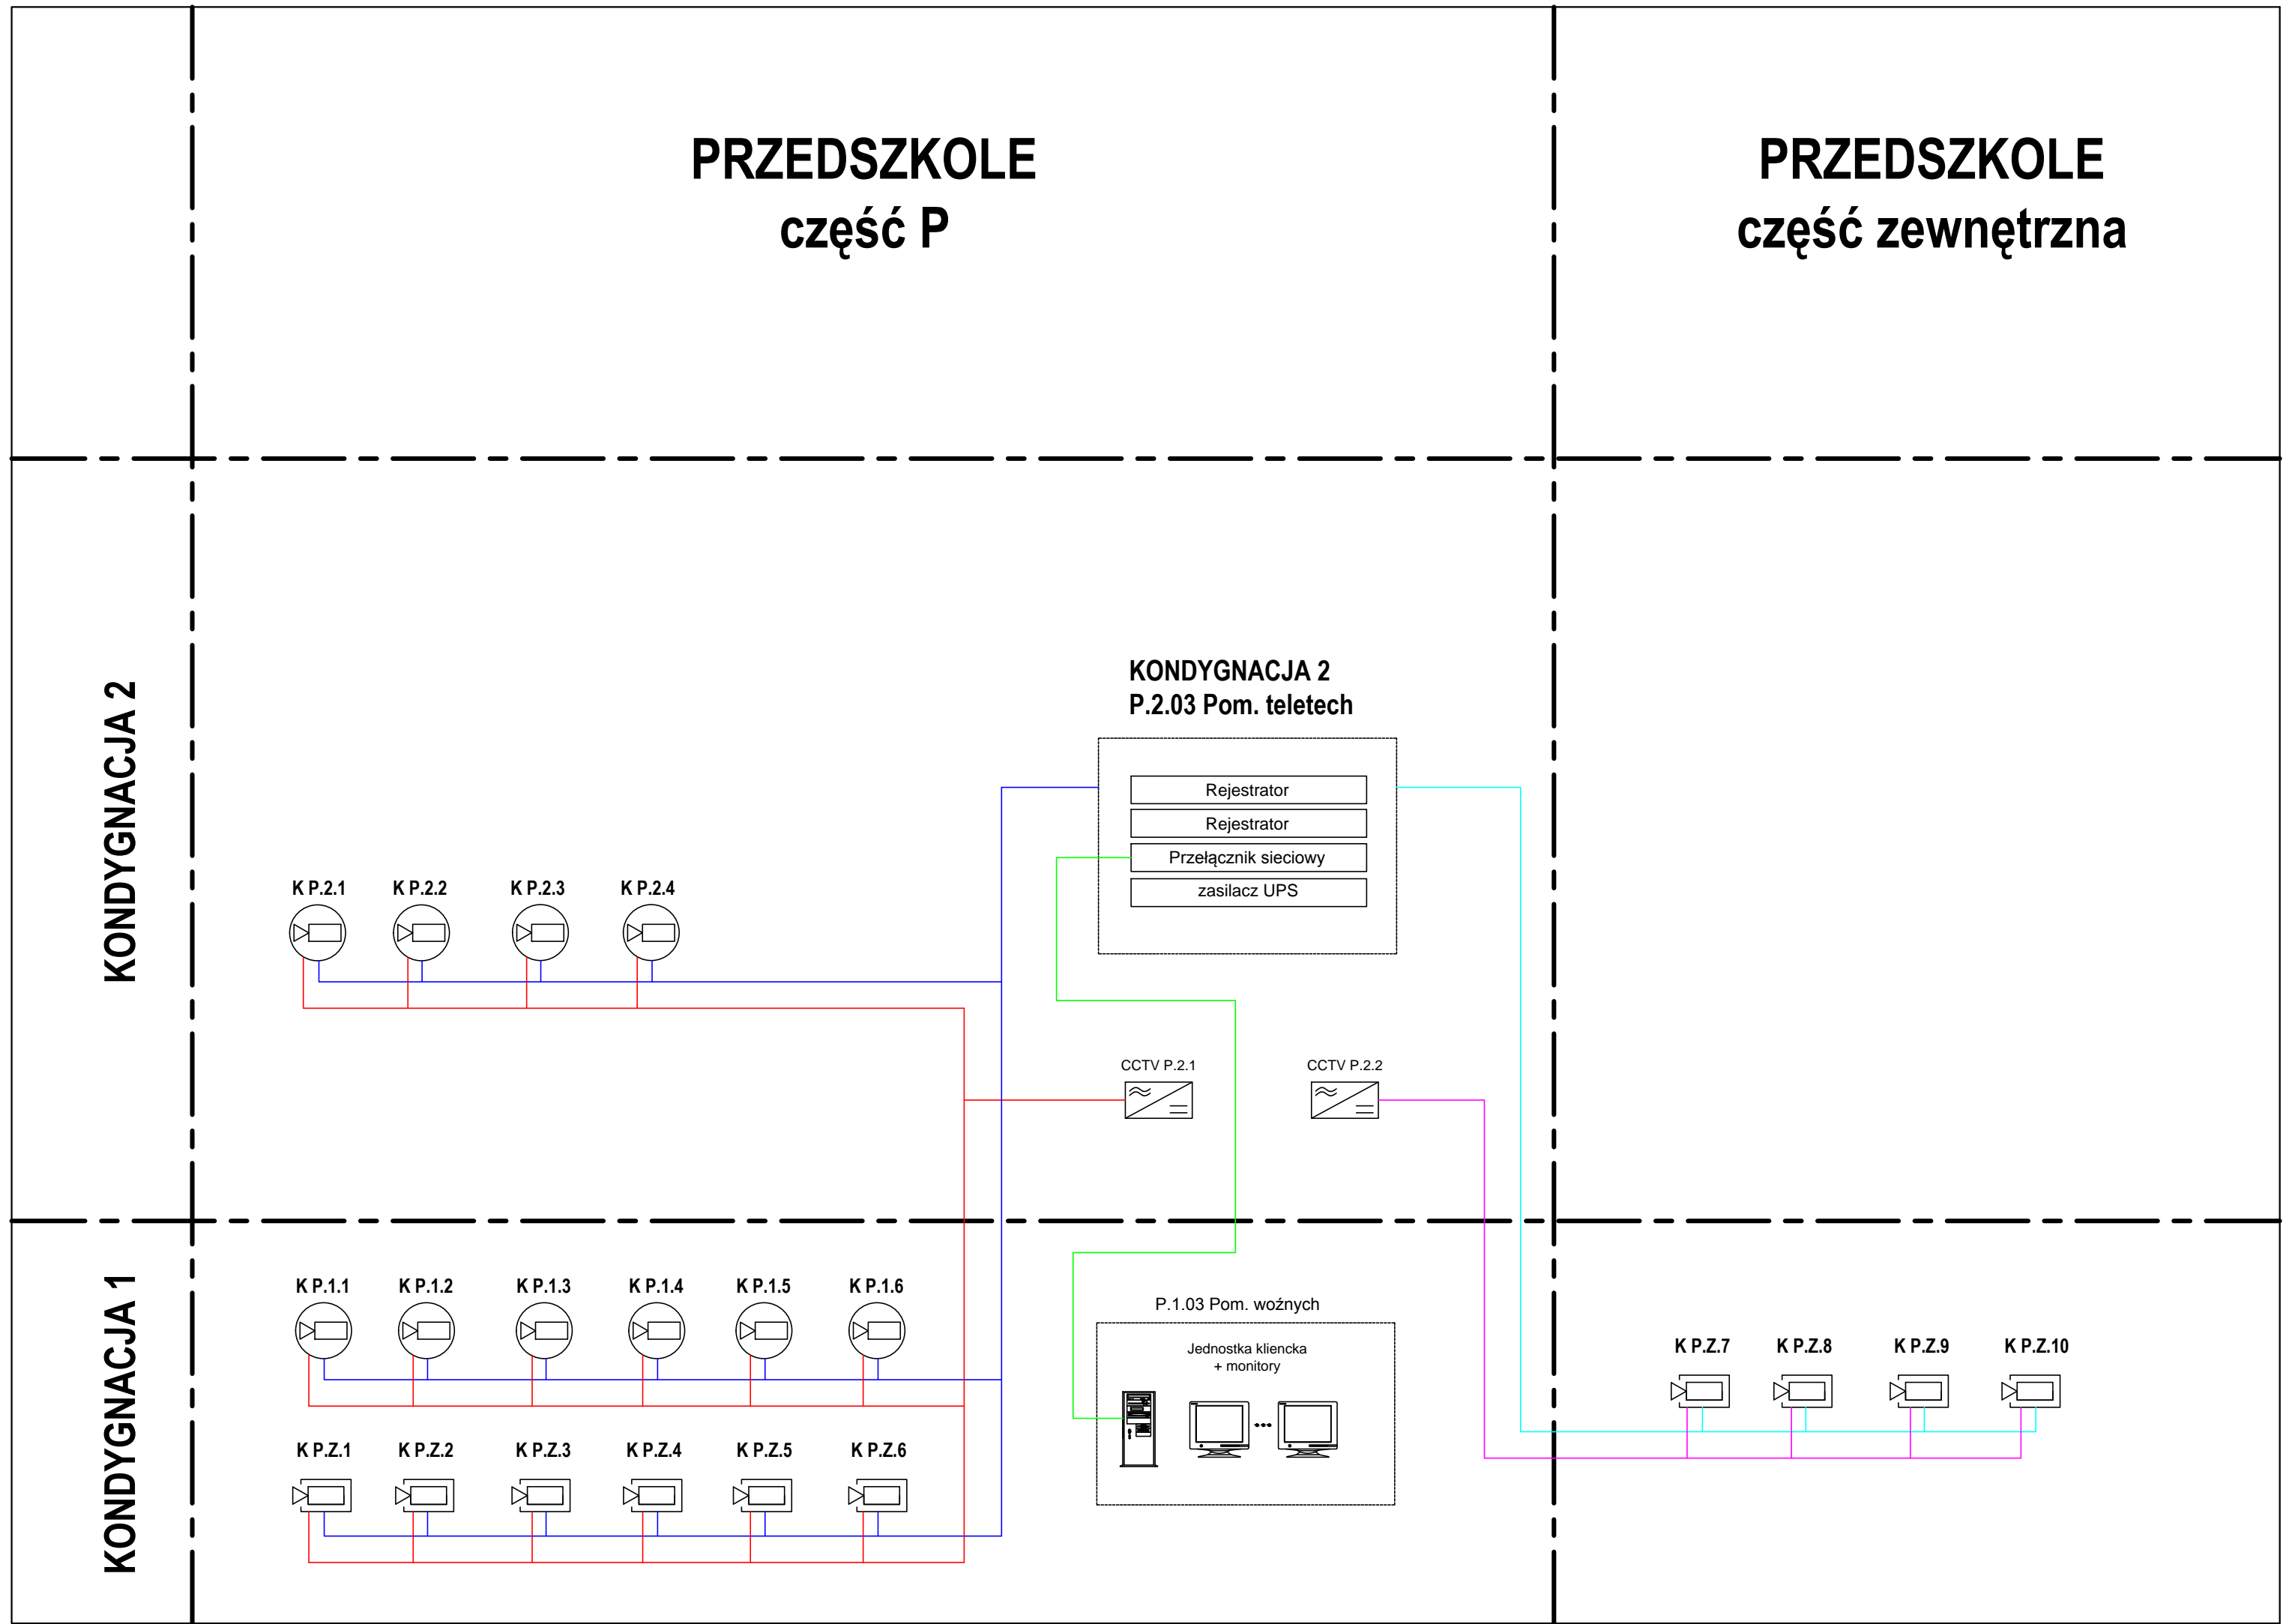 PRZEDSZKOLE
część P
PRZEDSZKOLE
część zewnętrzna
KONDYGNACJA 2
KONDYGNACJA 2
P.2.03 Pom. teletech
Rejestrator
Rejestrator
Przełącznik sieciowy
zasilacz UPS
K P.2.1
K P.2.2
K P.2.3
K P.2.4
CCTV P.2.1
CCTV P.2.2
KONDYGNACJA 1
K P.1.1
K P.1.2
K P.1.3
K P.1.4
K P.1.5
K P.1.6
P.1.03 Pom. woźnych
Jednostka kliencka
+ monitory
K P.Z.7
K P.Z.8
K P.Z.9
K P.Z.10
K P.Z.1
K P.Z.2
K P.Z.3
K P.Z.4
K P.Z.5
K P.Z.6